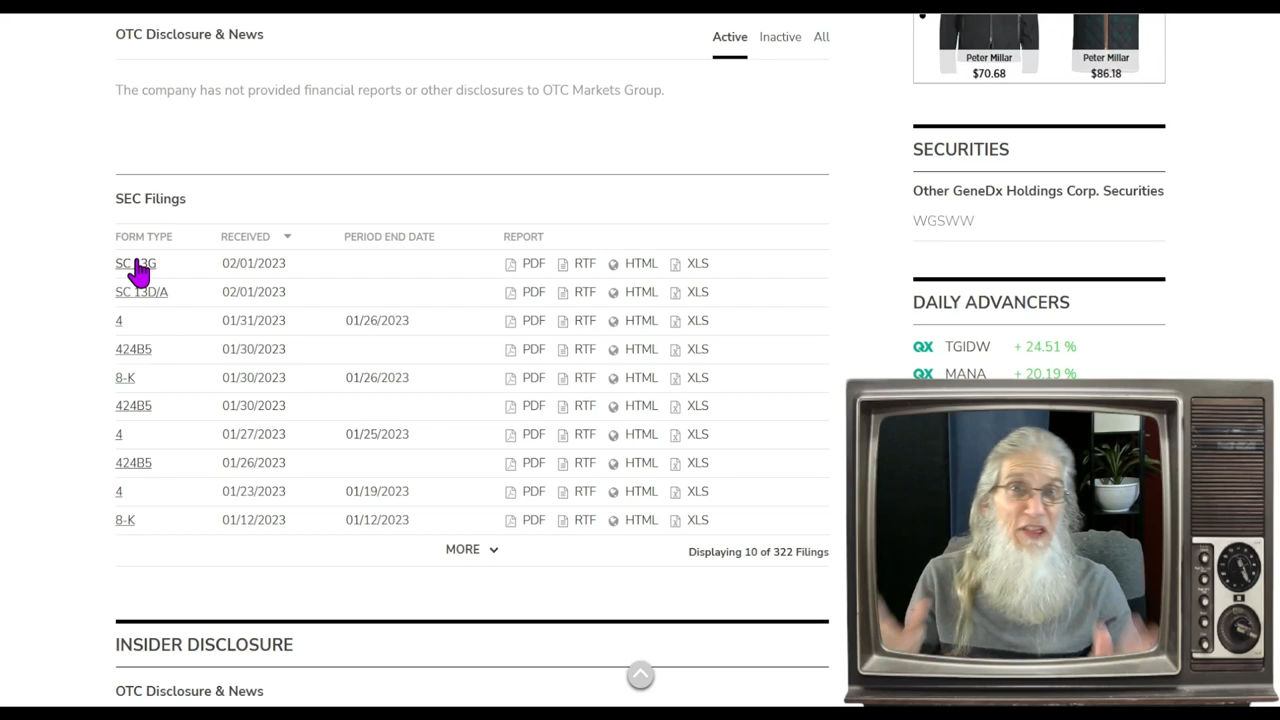 OTC Disclosure & News
Active Inactive All
The company has not provided financial reports or other disclosures to OTC Markets Group.
SEC Filings
FORM TYPE RECEIVED PERIOD END DATE REPORT
SC 13G 02/01/2023 PDF RTF HTML XLS
SC 13D/A 02/01/2023 PDF RTF HTML XLS
4 01/31/2023 01/26/2023 PDF RTF HTML XLS
424B5 01/30/2023 PDF RTF HTML XLS
8-K 01/30/2023 01/26/2023 PDF RTF HTML XLS
424B5 01/30/2023 PDF RTF HTML XLS
4 01/27/2023 01/25/2023 PDF RTF HTML XLS
424B5 01/26/2023 PDF RTF HTML XLS
4 01/23/2023 01/19/2023 PDF RTF HTML XLS
8-K 01/12/2023 01/12/2023 PDF RTF HTML XLS
MORE
Displaying 10 of 322 Filings
INSIDER DISCLOSURE
OTC Disclosure & News
Peter Millar Peter Millar
$70.68 $86.18
SECURITIES
Other GeneDx Holdings Corp. Securities
WGSWW
DAILY ADVANCERS
QX TGIDW + 24.51 %
QX MANA + 20.19 %